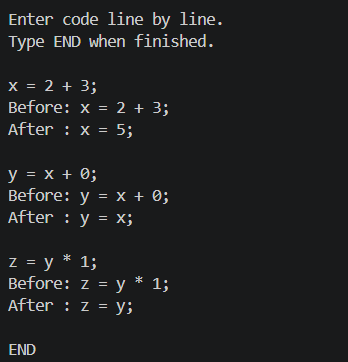 Enter code line by line.
Type END when finished.
x = 2 + 3;
Before: x = 2 + 3;
After : x = 5;
y = x + 0;
Before: y = x + 0;
After : y = x;
z = y * 1;
Before: z = y * 1;
After : z = y;
END